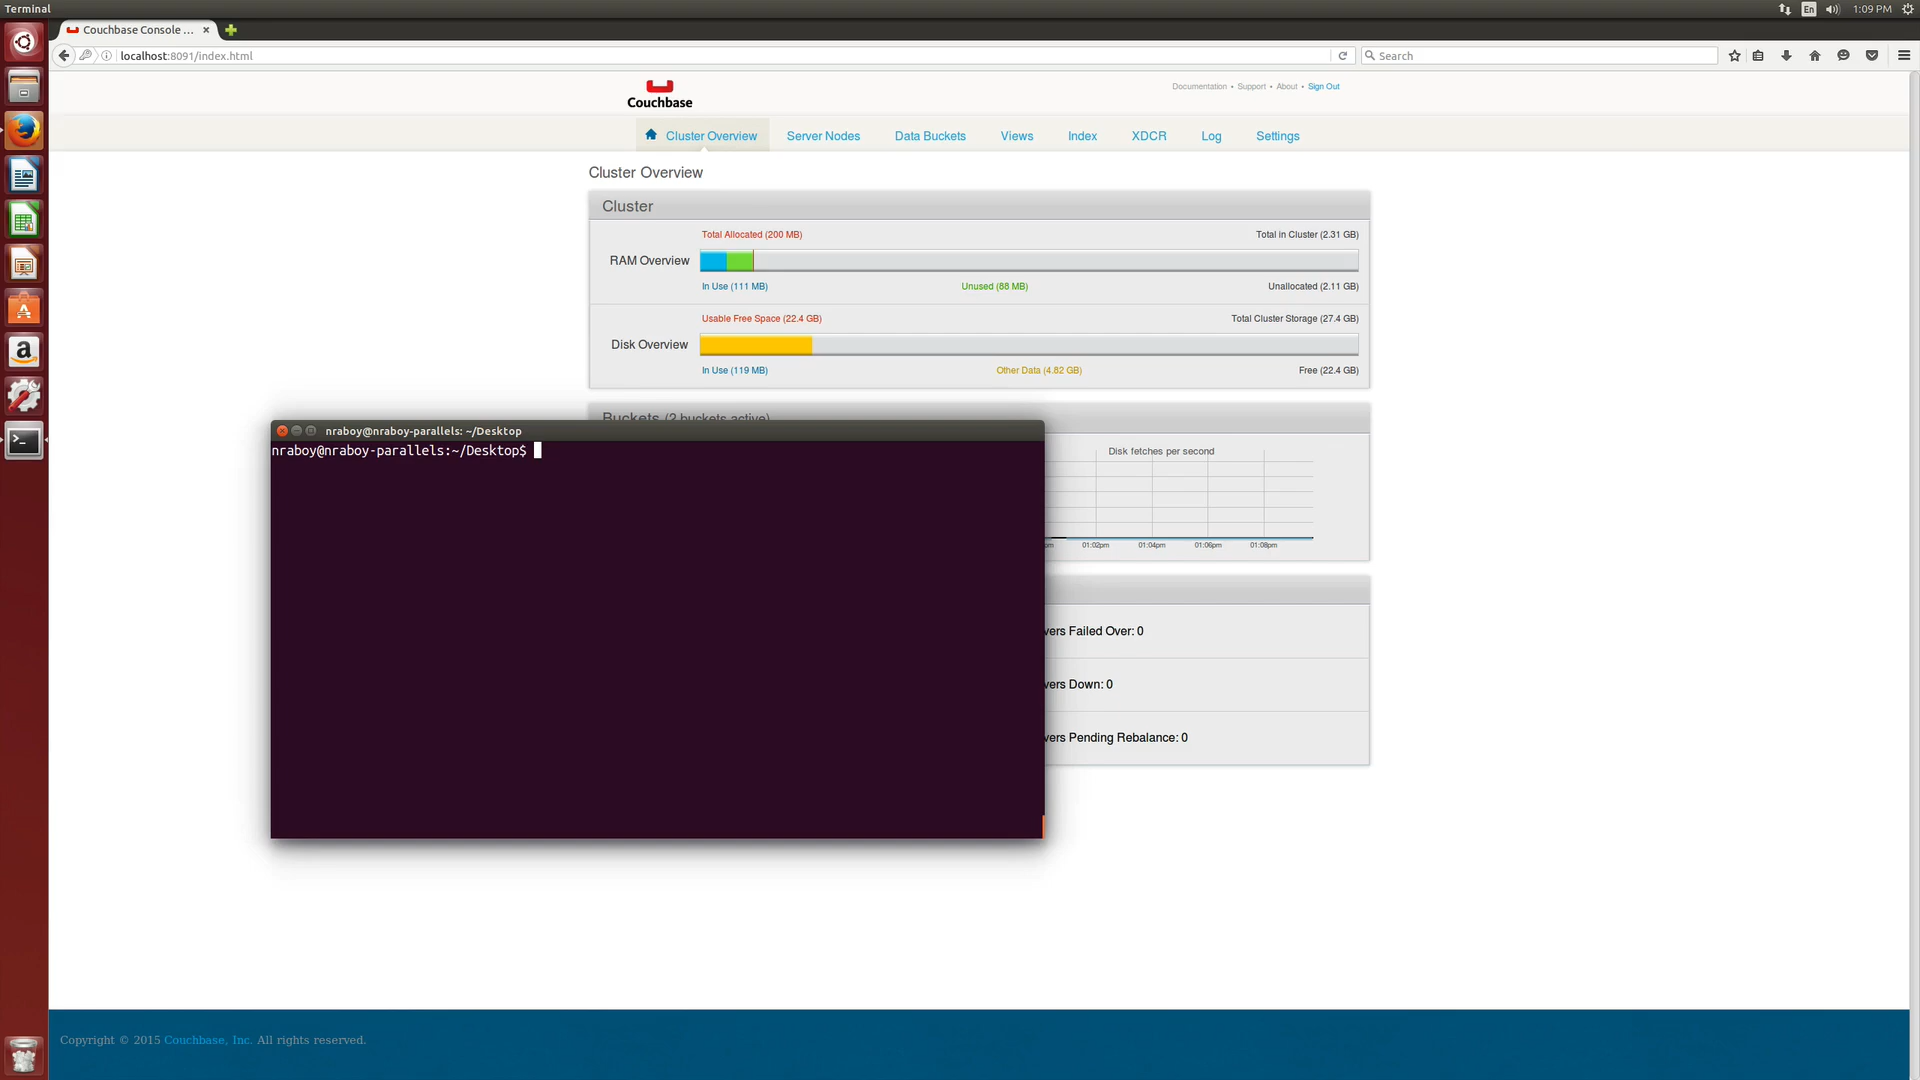 Terminal
En
1:09 PM
Couchbase Console ...
localhost:8091/index.html
Search
Couchbase
Documentation • Support • About • Sign Out
Cluster Overview Server Nodes Data Buckets Views Index XDCR Log Settings
Cluster Overview
Cluster
Total Allocated (200 MB) Total in Cluster (2.31 GB)
RAM Overview
In Use (111 MB) Unused (88 MB) Unallocated (2.11 GB)
Usable Free Space (22.4 GB) Total Cluster Storage (27.4 GB)
Disk Overview
In Use (119 MB) Other Data (4.82 GB) Free (22.4 GB)
Buckets (2 buckets active)
nraboy@nraboy-parallels: ~/Desktop
nraboy@nraboy-parallels:~/Desktop$
Disk fetches per second
01:02pm 01:04pm 01:06pm 01:08pm
Failed Over: 0
Down: 0
Pending Rebalance: 0
Copyright © 2015 Couchbase, Inc. All rights reserved.